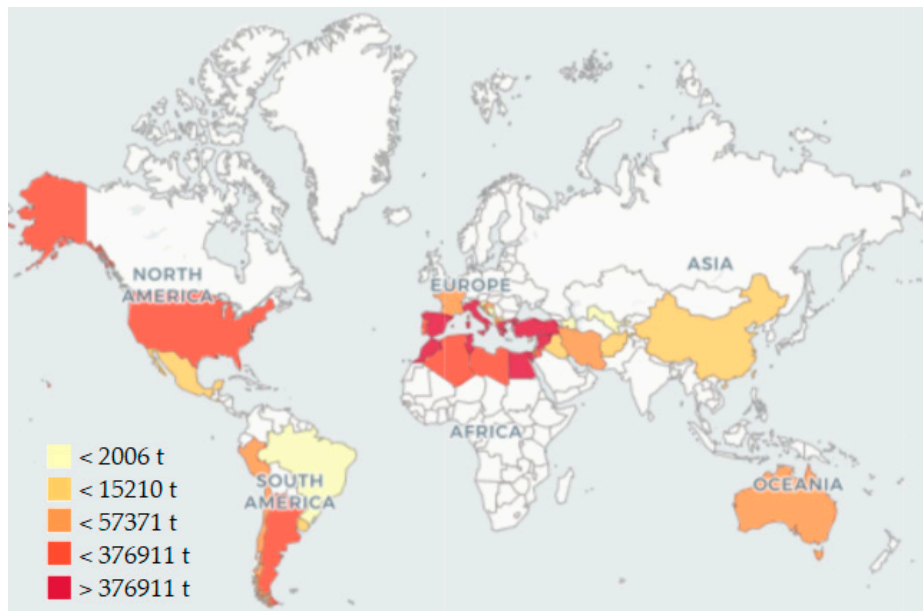 NORTH
AMERICA
EUROPE
ASIA
AFRICA
SOUTH
AMERICA
OCEANIA
< 2006 t
< 15210 t
< 57371 t
< 376911 t
> 376911 t